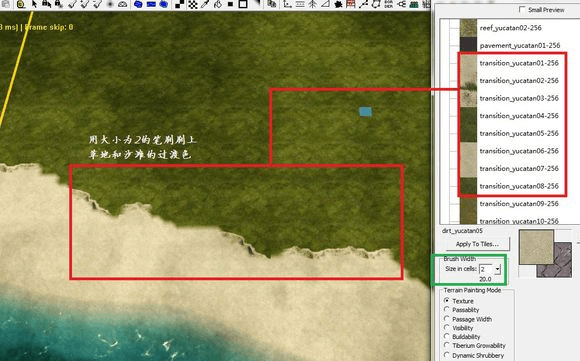 Small Preview
reef_yucatan02-256
pavement_yucatan01-256
transition_yucatan01-256
transition_yucatan02-256
transition_yucatan03-256
transition_yucatan04-256
transition_yucatan05-256
transition_yucatan06-256
transition_yucatan07-256
transition_yucatan08-256
transition_yucatan09-256
transition_yucatan10-256
ms) | Frame skip: 0
用大小为2的笔刷刷上
草地和沙滩的过渡色
dirt_yucatan05
Apply To Tiles...
Brush Width
Size in cells: 2
20.0
Terrain Painting Mode
Texture
Passability
Passage Width
Visibility
Buildability
Tiberium Growability
Dynamic Shrubbery